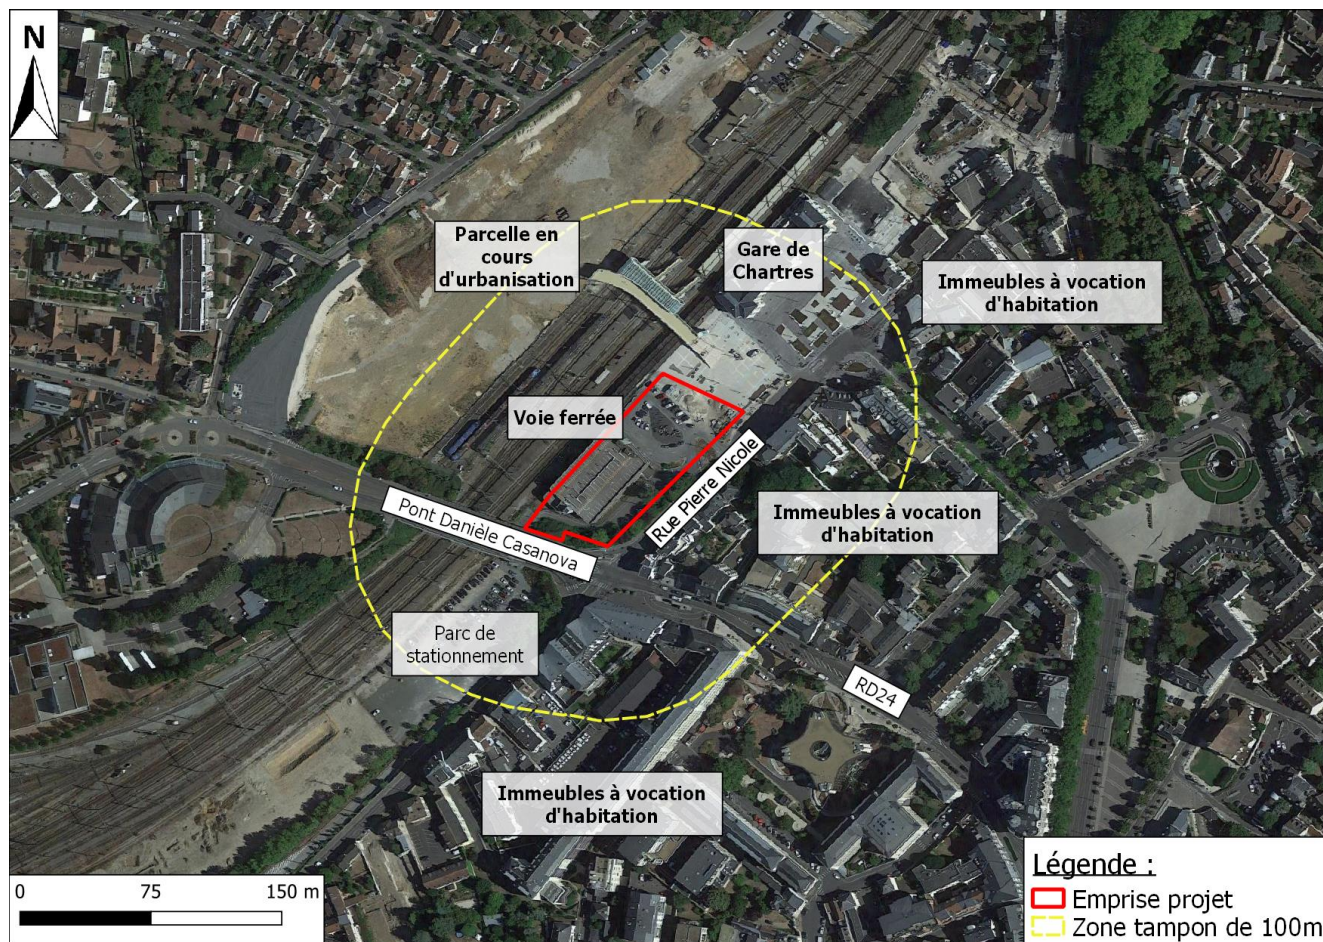 N
Parcelle en
cours
d'urbanisation
Gare de
Chartres
Immeubles à vocation
d'habitation
Voie ferrée
Rue Pierre Nicole
Pont Danièle Casanova
Immeubles à vocation
d'habitation
Parc de
stationnement
RD24
Immeubles à vocation
d'habitation
Légende :
Emprise projet
Zone tampon de 100m
0 75 150 m